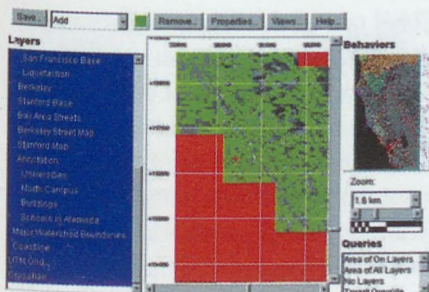 Save... Add Remove... Properties... Views... Help...
Layers
San Francisco Base
Liquefaction
Berkeley
Stanford Base
Bay Area Streets
Berkeley Street Map
Stanford Map
Annotation
Universities
North Campus
Buildings
Schools in Alameda
Major Watershed Boundaries
Coastline
UTM Grid
Crosshair
Behaviors
Zoom:
1.6 km
Queries
Area of On Layers
Area of All Layers
No Layers